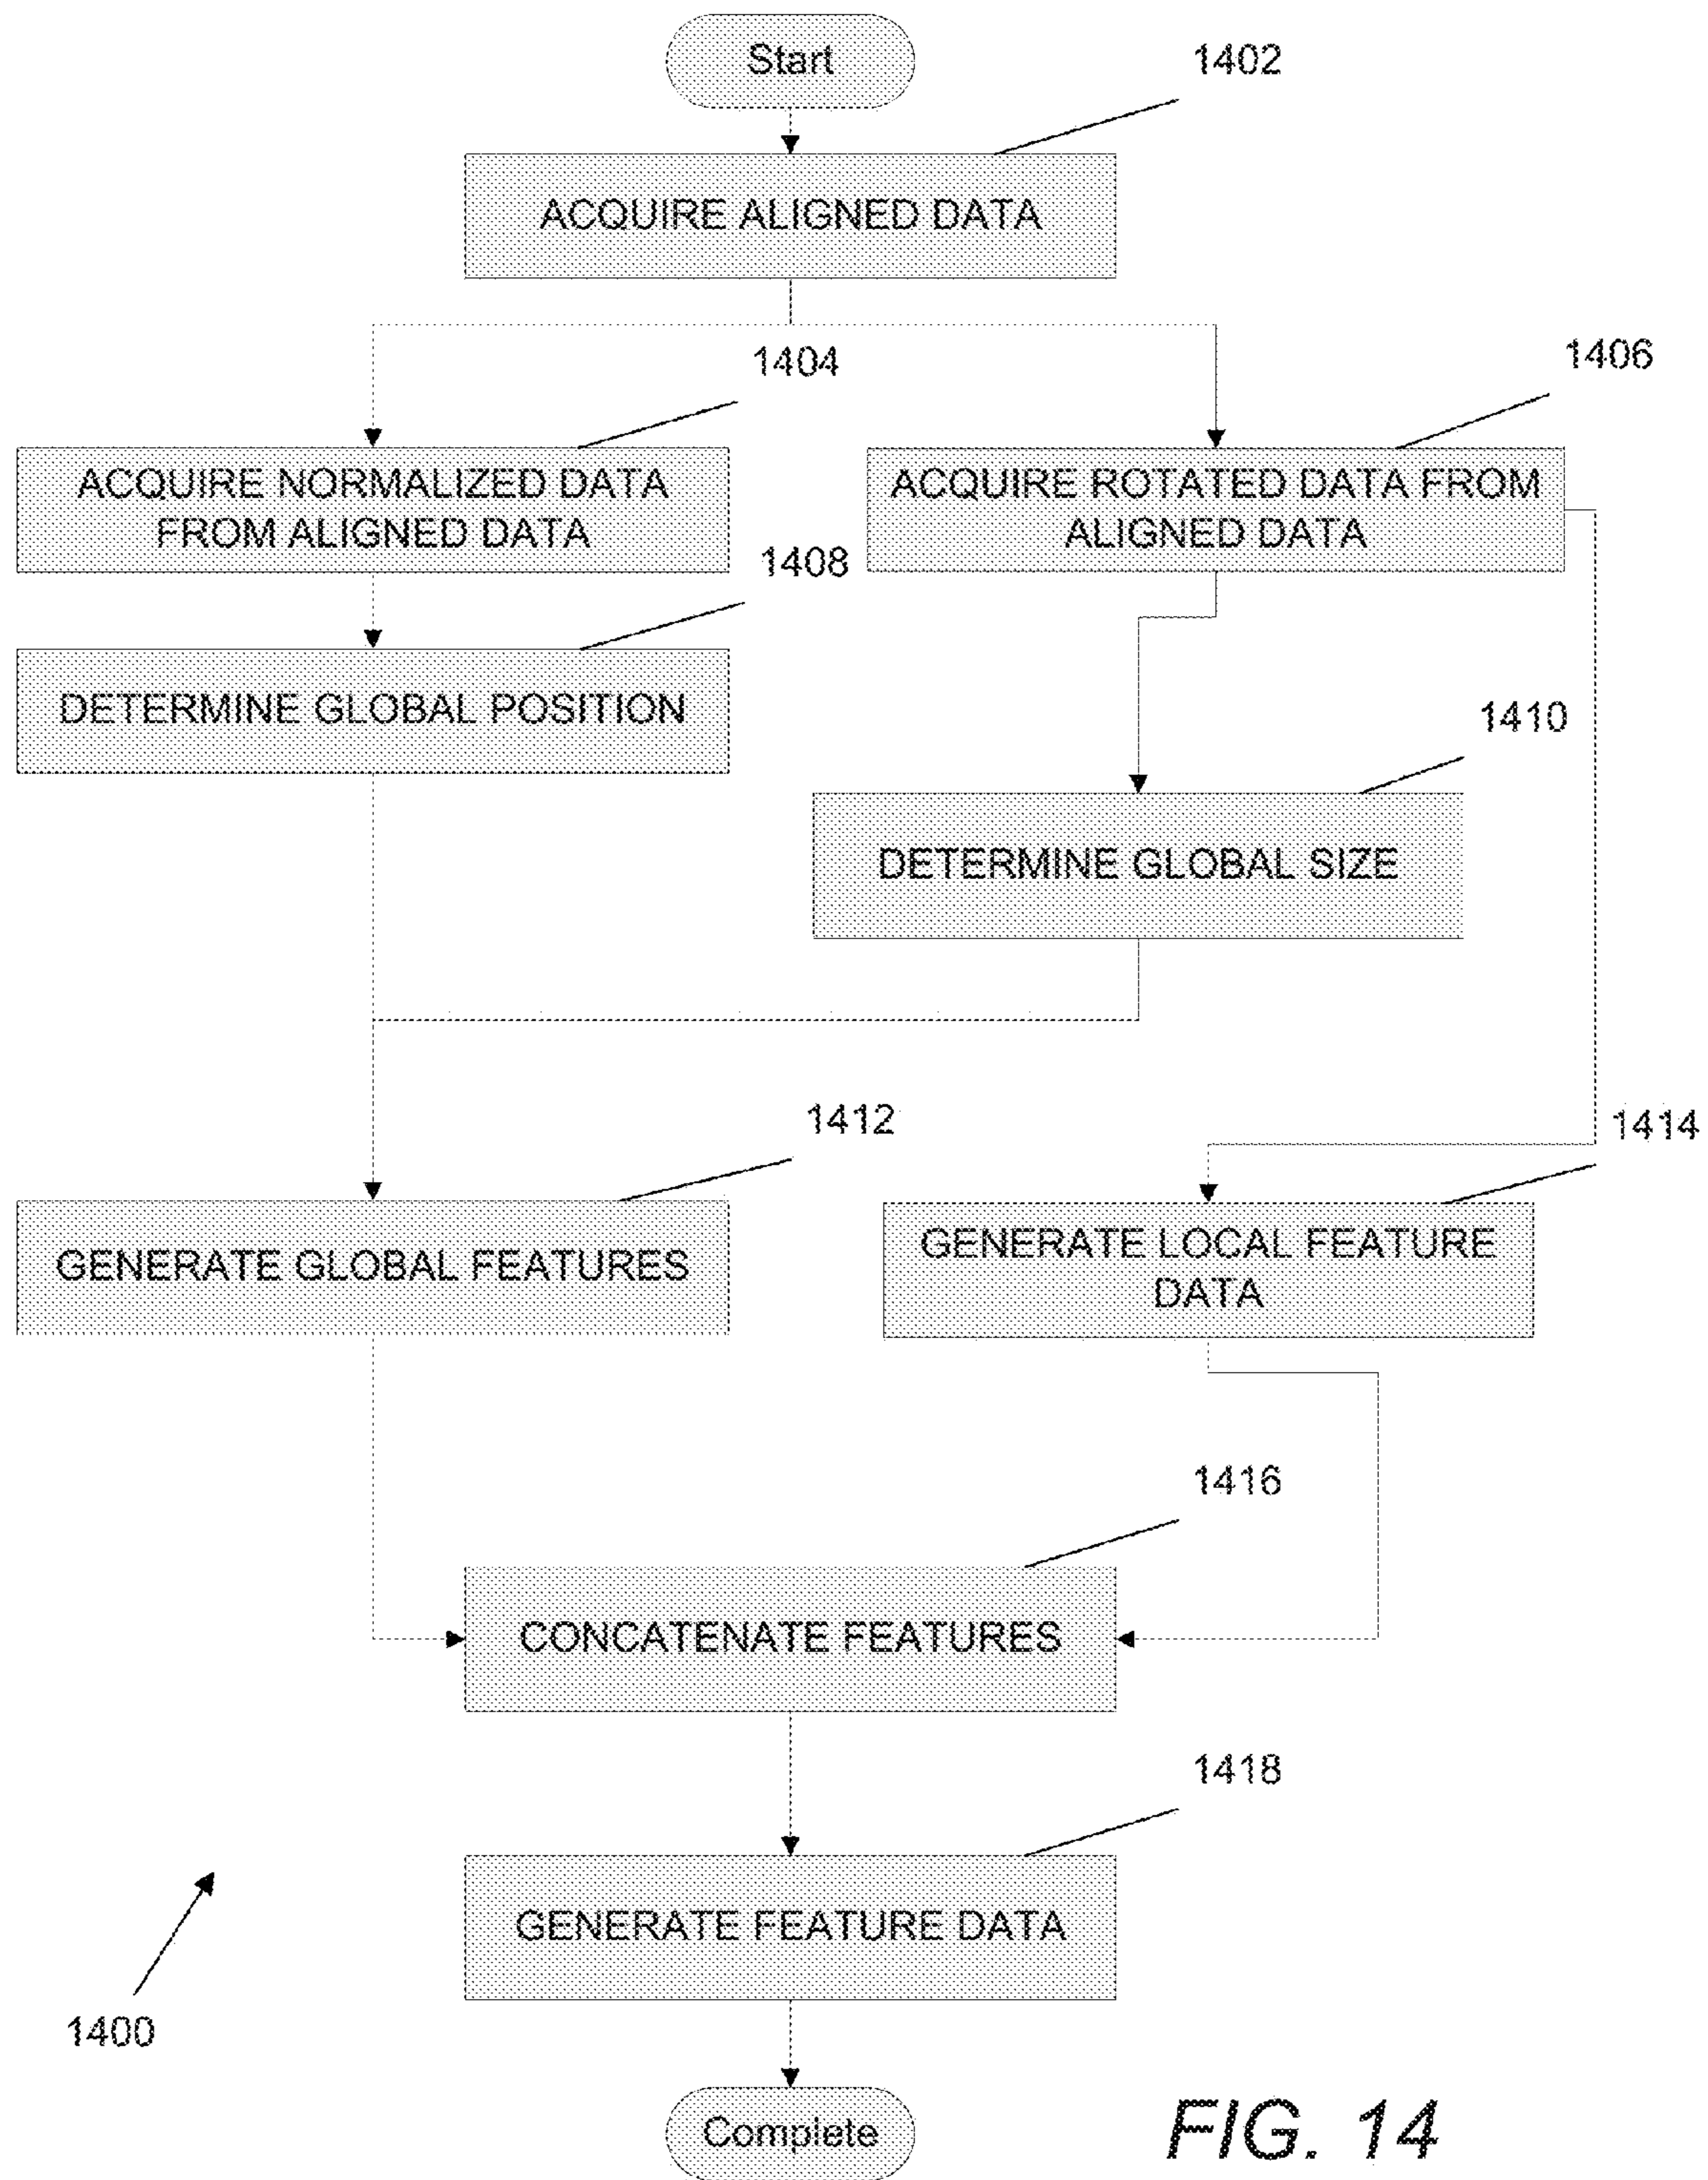 Start
1402
ACQUIRE ALIGNED DATA
1404
1406
ACQUIRE NORMALIZED DATA
FROM ALIGNED DATA
ACQUIRE ROTATED DATA FROM
ALIGNED DATA
1408
DETERMINE GLOBAL POSITION
1410
DETERMINE GLOBAL SIZE
1412
1414
GENERATE GLOBAL FEATURES
GENERATE LOCAL FEATURE
DATA
1416
CONCATENATE FEATURES
1418
GENERATE FEATURE DATA
1400
Complete
FIG. 14